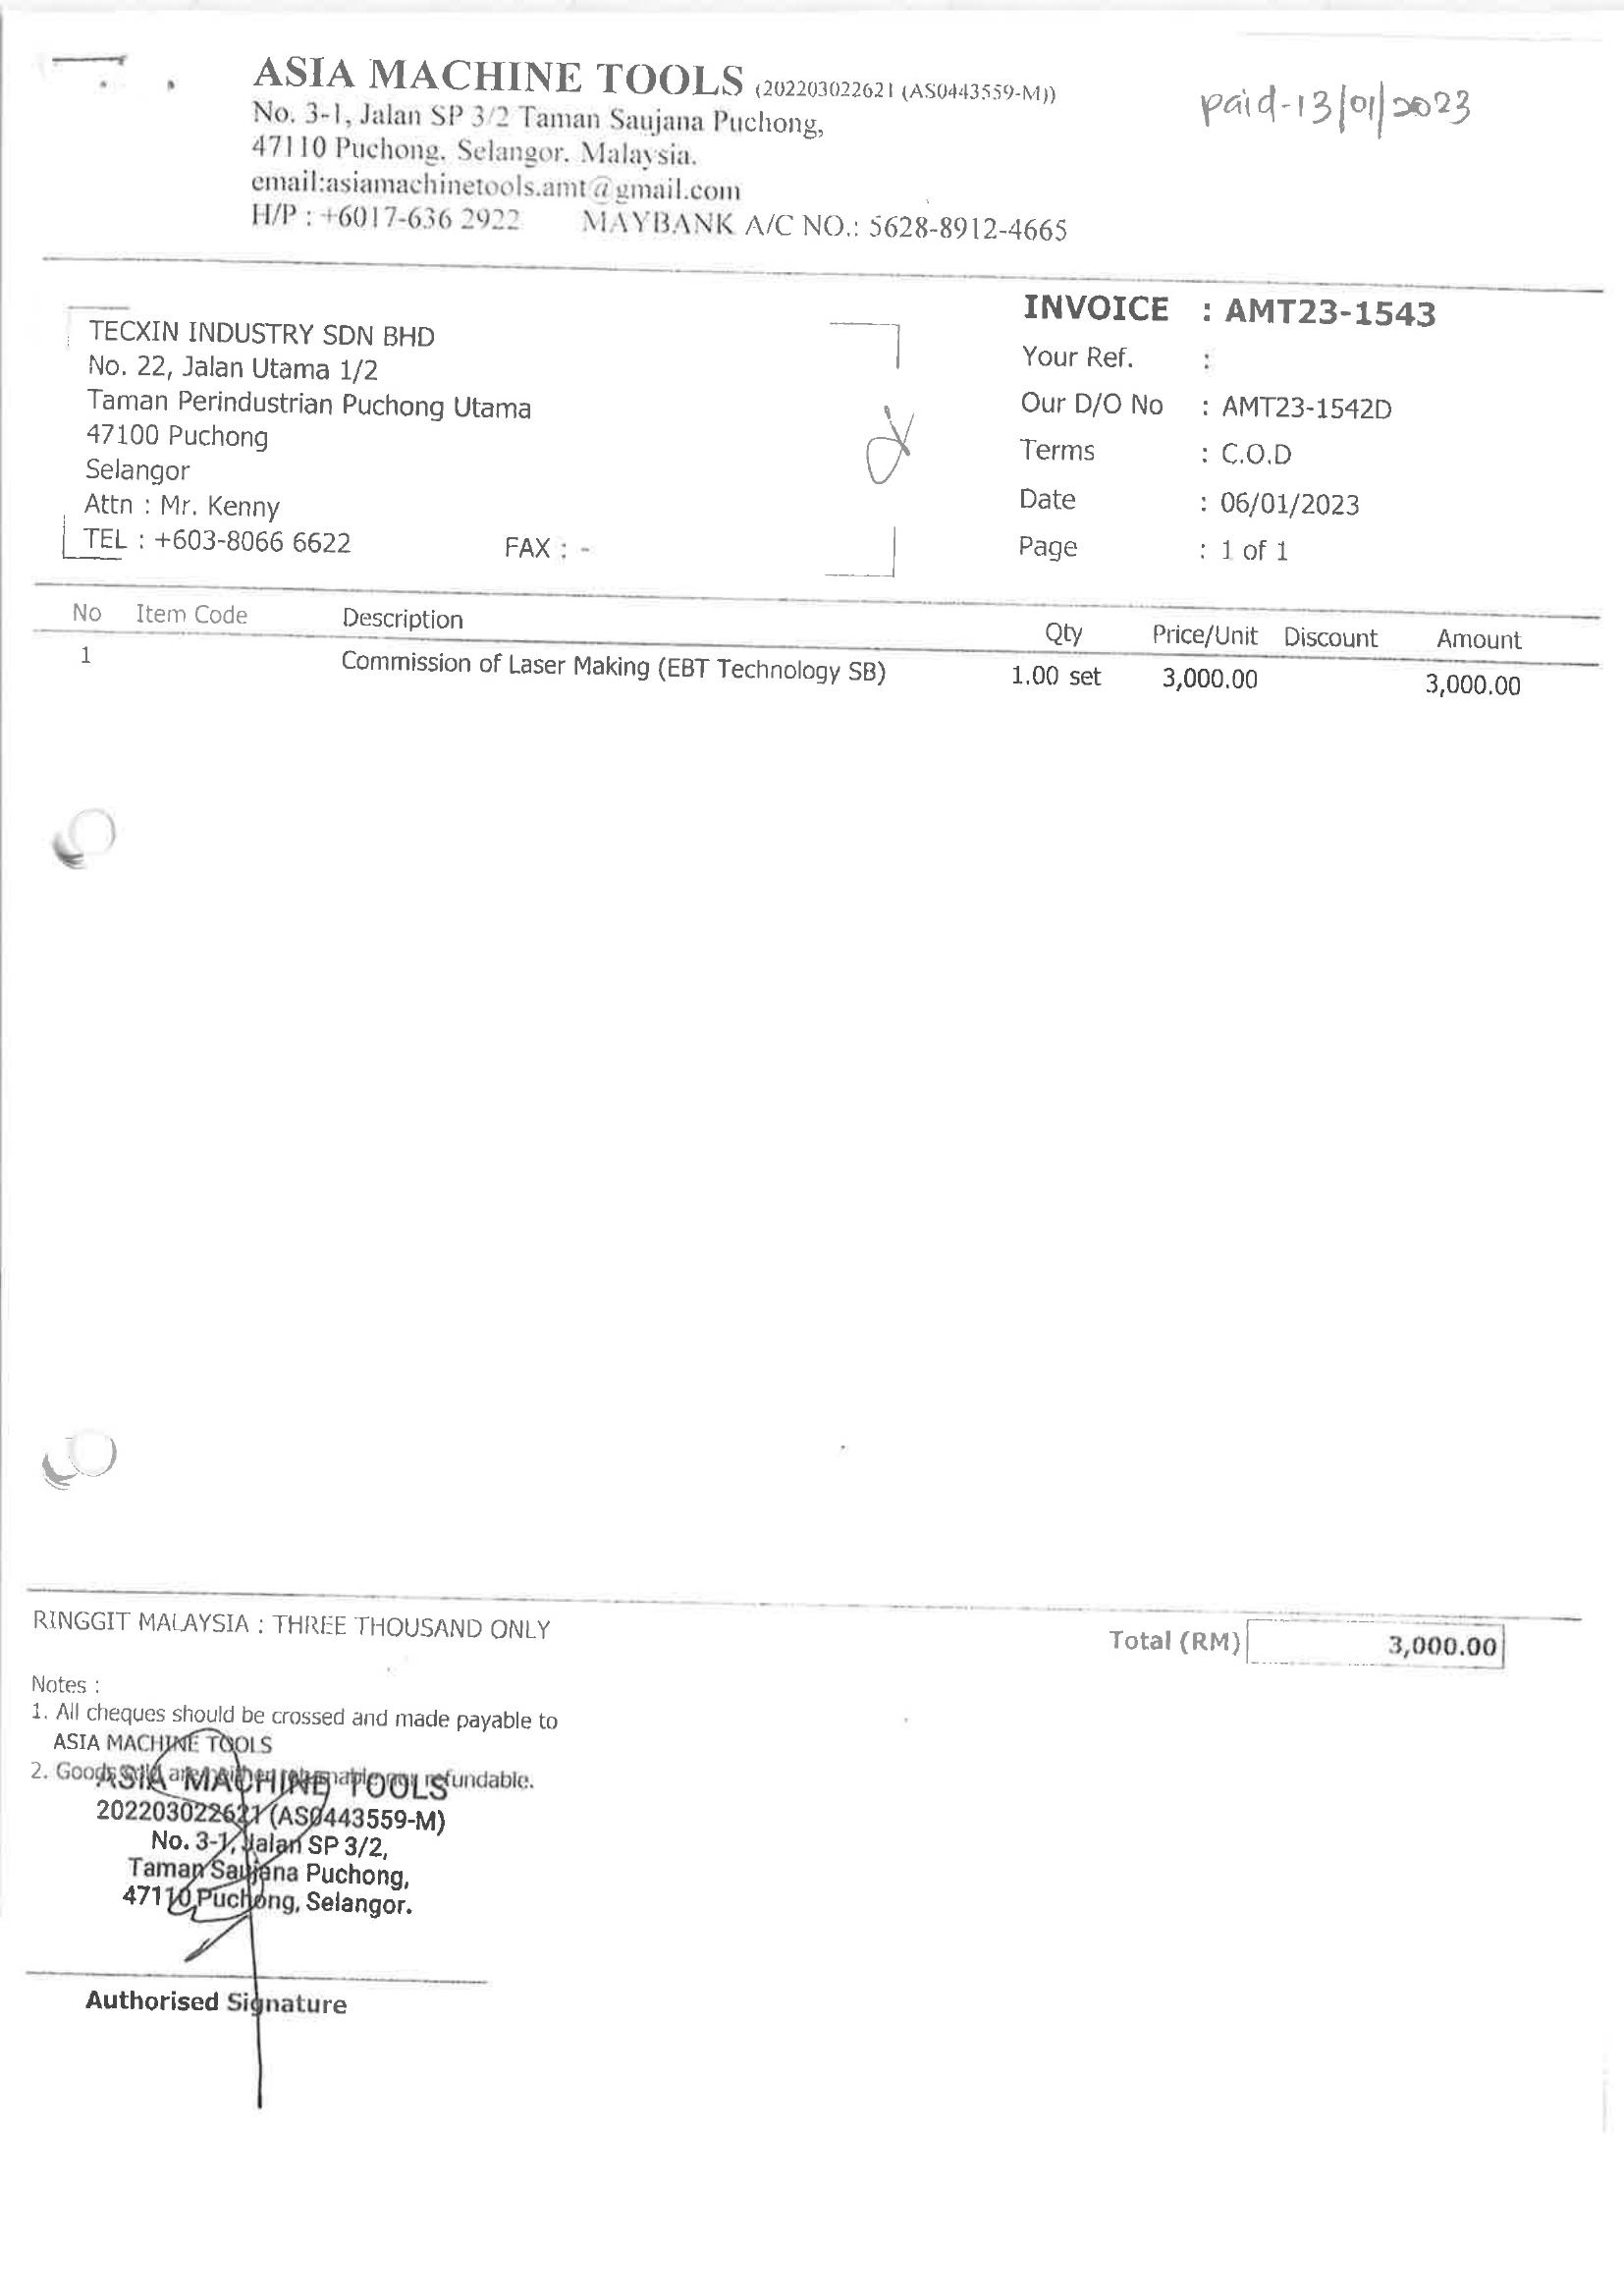 ASIA MACHINE TOOLS (202203022621 (AS0443559-M))
No. 3-1, Jalan SP 3/2 Taman Saujana Puchong,
47110 Puchong. Selangor. Malaysia.
email:asiamachinetools.amt@gmail.com
H/P : +6017-636 2922 MAYBANK A/C NO.: 5628-8912-4665
paid-13/01/2023
TECXIN INDUSTRY SDN BHD
No. 22, Jalan Utama 1/2
Taman Perindustrian Puchong Utama
47100 Puchong
Selangor
Attn : Mr. Kenny
TEL : +603-8066 6622 FAX : -
INVOICE : AMT23-1543
Your Ref. :
Our D/O No : AMT23-1542D
Terms : C.O.D
Date : 06/01/2023
Page : 1 of 1
No Item Code Description Qty Price/Unit Discount Amount
1 Commission of Laser Making (EBT Technology SB) 1.00 set 3,000.00 3,000.00
RINGGIT MALAYSIA : THREE THOUSAND ONLY
Total (RM) 3,000.00
Notes :
1. All cheques should be crossed and made payable to
ASIA MACHINE TOOLS
2. Goods refundable.
ASIA MACHINE TOOLS
202203022621 (AS0443559-M)
No. 3-1, Jalan SP 3/2,
Taman Saujana Puchong,
47110 Puchong, Selangor.
Authorised Signature